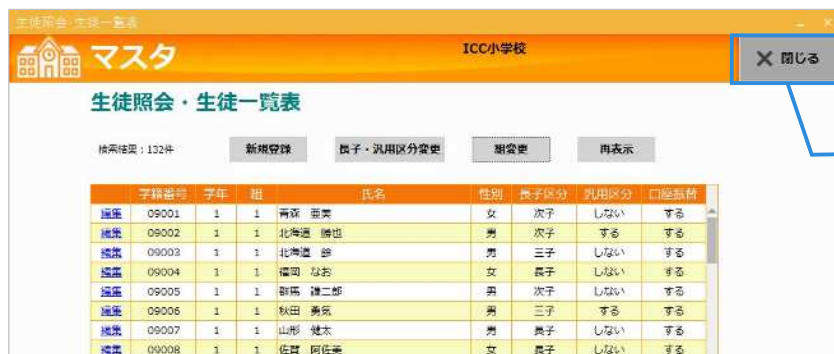 生徒照会・生徒一覧表
マスタ
ICC小学校
閉じる
生徒照会・生徒一覧表
検索結果：132件 新規登録 長子・汎用区分変更 組変更 再表示
学籍番号 学年 組 氏名 性別 長子区分 汎用区分 口座振替
編集 09001 1 1 青森 亜美 女 次子 しない する
編集 09002 1 1 北海道 勝也 男 次子 する する
編集 09003 1 1 北海道 鈴 男 三子 しない する
編集 09004 1 1 福岡 なお 女 長子 しない する
編集 09005 1 1 群馬 謙二郎 男 次子 しない する
編集 09006 1 1 秋田 勇気 男 三子 する する
編集 09007 1 1 山形 健太 男 長子 しない する
編集 09008 1 1 佐賀 阿佐美 女 長子 しない する